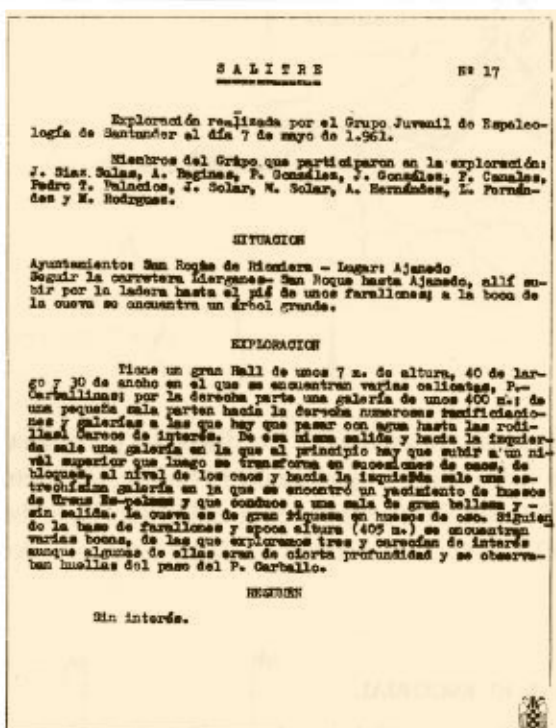 SALITRE Nº 17
Exploración realizada por el Grupo Juvenil de Espeleo-
logía de Santander el día 7 de mayo de 1.961.
Miembros del Grupo que participaron en la exploración:
J. Siaz Salas, A. Bagines, P. González, J. González, F. Canales,
Pedro T. Palacios, J. Solar, M. Solar, A. Hernández, L. Fernán-
des y M. Rodrgues.
SITUACION
Ayuntamiento: San Roque de Riomiera - Lugar: Ajanedo
Seguir la carretera Liérganes- San Roque hasta Ajanedo, allí su-
bir por la ladera hasta el pié de unos farallones; a la boca de
la cueva se encuentra un árbol grande.
EXPLORACION
Tiene un gran Hall de unos 7 m. de altura, 40 de lar-
go y 30 de ancho en el que se encuentran varias calicatas, P.-
Carballinas; por la derecha parte una galería de unos 400 m.; de
una pequeña sala parten hacia la derecha numerosas ramificiacio-
nes y galerías a las que hay que pasar con agua hasta las rodi-
llasl Carece de interés. De esa misma salida y hacia la izquier-
da sale una galería en la que al principio hay que subir a un ni-
vel superior que luego se transforma en sucesiones de caos, de
bloques, al nivel de los caos y hacia la izquielda sale una es-
trechísima galería en la que se encontró un yacimiento de huesos
de Ursus Espeleus y que conduce a una sala de gran belleza y -
sin salida. la cueva es de gran riqueza en huesos de oso. Siguien
do la base de farallones y apoca altura (405 m.) se encuentran
varias bocas, de las que exploramos tres y carecían de interés
aunque algunas de ellas eran de cierta profundidad y se observa-
ban huellas del paso del P. Carballo.
RESUMEN
Sin interés.